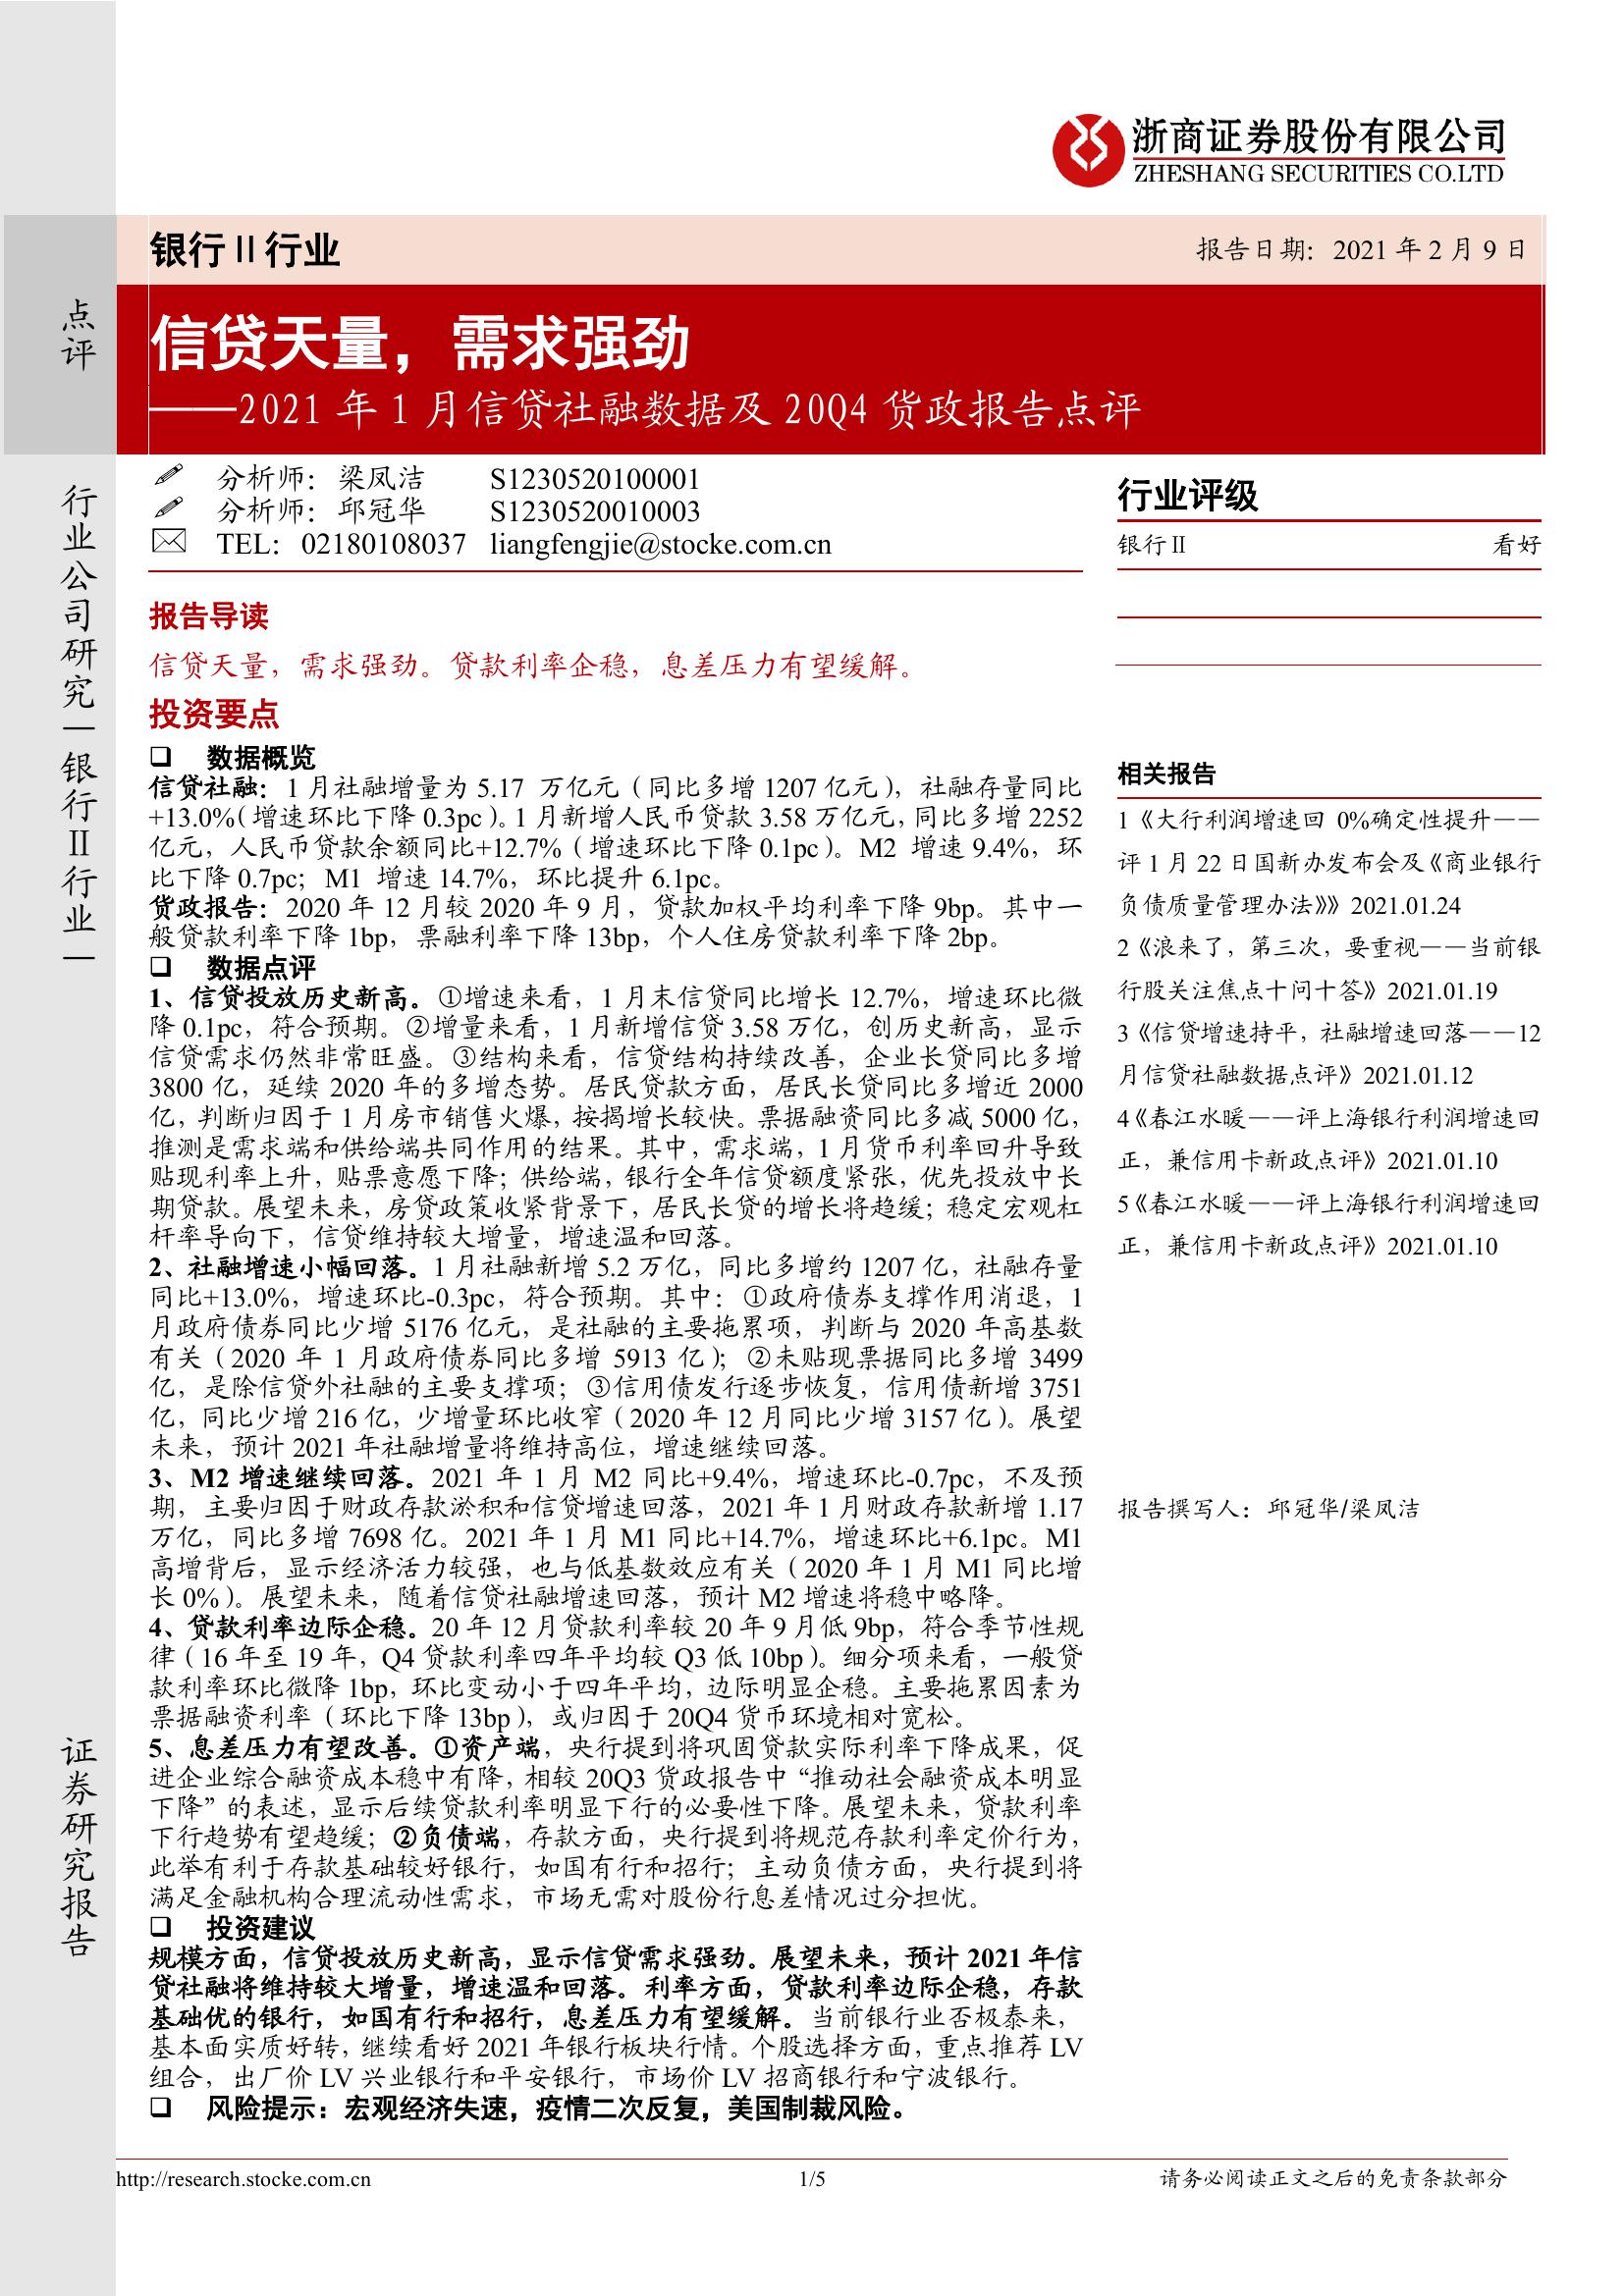 浙商证券股份有限公司
ZHESHANG SECURITIES CO.LTD
银行Ⅱ行业
报告日期：2021 年 2 月 9 日
点评
信贷天量，需求强劲
——2021 年 1 月信贷社融数据及 20Q4 货政报告点评
行业公司研究｜银行Ⅱ行业｜
证券研究报告
分析师：梁凤洁 S1230520100001
分析师：邱冠华 S1230520010003
TEL：02180108037 liangfengjie@stocke.com.cn
报告导读
信贷天量，需求强劲。贷款利率企稳，息差压力有望缓解。
投资要点
❑ 数据概览
信贷社融：1 月社融增量为 5.17 万亿元（同比多增 1207 亿元），社融存量同比
+13.0%（增速环比下降 0.3pc）。1 月新增人民币贷款 3.58 万亿元，同比多增 2252
亿元，人民币贷款余额同比+12.7%（增速环比下降 0.1pc）。M2 增速 9.4%，环
比下降 0.7pc；M1 增速 14.7%，环比提升 6.1pc。
货政报告：2020 年 12 月较 2020 年 9 月，贷款加权平均利率下降 9bp。其中一
般贷款利率下降 1bp，票融利率下降 13bp，个人住房贷款利率下降 2bp。
❑ 数据点评
1、信贷投放历史新高。①增速来看，1 月末信贷同比增长 12.7%，增速环比微
降 0.1pc，符合预期。②增量来看，1 月新增信贷 3.58 万亿，创历史新高，显示
信贷需求仍然非常旺盛。③结构来看，信贷结构持续改善，企业长贷同比多增
3800 亿，延续 2020 年的多增态势。居民贷款方面，居民长贷同比多增近 2000
亿，判断归因于 1 月房市销售火爆，按揭增长较快。票据融资同比多减 5000 亿，
推测是需求端和供给端共同作用的结果。其中，需求端，1 月货币利率回升导致
贴现利率上升，贴票意愿下降；供给端，银行全年信贷额度紧张，优先投放中长
期贷款。展望未来，房贷政策收紧背景下，居民长贷的增长将趋缓；稳定宏观杠
杆率导向下，信贷维持较大增量，增速温和回落。
2、社融增速小幅回落。1 月社融新增 5.2 万亿，同比多增约 1207 亿，社融存量
同比+13.0%，增速环比-0.3pc，符合预期。其中：①政府债券支撑作用消退，1
月政府债券同比少增 5176 亿元，是社融的主要拖累项，判断与 2020 年高基数
有关（2020 年 1 月政府债券同比多增 5913 亿）；②未贴现票据同比多增 3499
亿，是除信贷外社融的主要支撑项；③信用债发行逐步恢复，信用债新增 3751
亿，同比少增 216 亿，少增量环比收窄（2020 年 12 月同比少增 3157 亿）。展望
未来，预计 2021 年社融增量将维持高位，增速继续回落。
3、M2 增速继续回落。2021 年 1 月 M2 同比+9.4%，增速环比-0.7pc，不及预
期，主要归因于财政存款淤积和信贷增速回落，2021 年 1 月财政存款新增 1.17
万亿，同比多增 7698 亿。2021 年 1 月 M1 同比+14.7%，增速环比+6.1pc。M1
高增背后，显示经济活力较强，也与低基数效应有关（2020 年 1 月 M1 同比增
长 0%）。展望未来，随着信贷社融增速回落，预计 M2 增速将稳中略降。
4、贷款利率边际企稳。20 年 12 月贷款利率较 20 年 9 月低 9bp，符合季节性规
律（16 年至 19 年，Q4 贷款利率四年平均较 Q3 低 10bp）。细分项来看，一般贷
款利率环比微降 1bp，环比变动小于四年平均，边际明显企稳。主要拖累因素为
票据融资利率（环比下降 13bp），或归因于 20Q4 货币环境相对宽松。
5、息差压力有望改善。①资产端，央行提到将巩固贷款实际利率下降成果，促
进企业综合融资成本稳中有降，相较 20Q3 货政报告中“推动社会融资成本明显
下降”的表述，显示后续贷款利率明显下行的必要性下降。展望未来，贷款利率
下行趋势有望趋缓；②负债端，存款方面，央行提到将规范存款利率定价行为，
此举有利于存款基础较好银行，如国有行和招行；主动负债方面，央行提到将
满足金融机构合理流动性需求，市场无需对股份行息差情况过分担忧。
❑ 投资建议
规模方面，信贷投放历史新高，显示信贷需求强劲。展望未来，预计 2021 年信
贷社融将维持较大增量，增速温和回落。利率方面，贷款利率边际企稳，存款
基础优的银行，如国有行和招行，息差压力有望缓解。当前银行业否极泰来，
基本面实质好转，继续看好 2021 年银行板块行情。个股选择方面，重点推荐 LV
组合，出厂价 LV 兴业银行和平安银行，市场价 LV 招商银行和宁波银行。
❑ 风险提示：宏观经济失速，疫情二次反复，美国制裁风险。
行业评级
银行Ⅱ 看好
相关报告
1《大行利润增速回 0%确定性提升——
评 1 月 22 日国新办发布会及《商业银行
负债质量管理办法》》2021.01.24
2《浪来了，第三次，要重视——当前银
行股关注焦点十问十答》2021.01.19
3《信贷增速持平，社融增速回落——12
月信贷社融数据点评》2021.01.12
4《春江水暖——评上海银行利润增速回
正，兼信用卡新政点评》2021.01.10
5《春江水暖——评上海银行利润增速回
正，兼信用卡新政点评》2021.01.10
报告撰写人：邱冠华/梁凤洁
http://research.stocke.com.cn
1/5
请务必阅读正文之后的免责条款部分